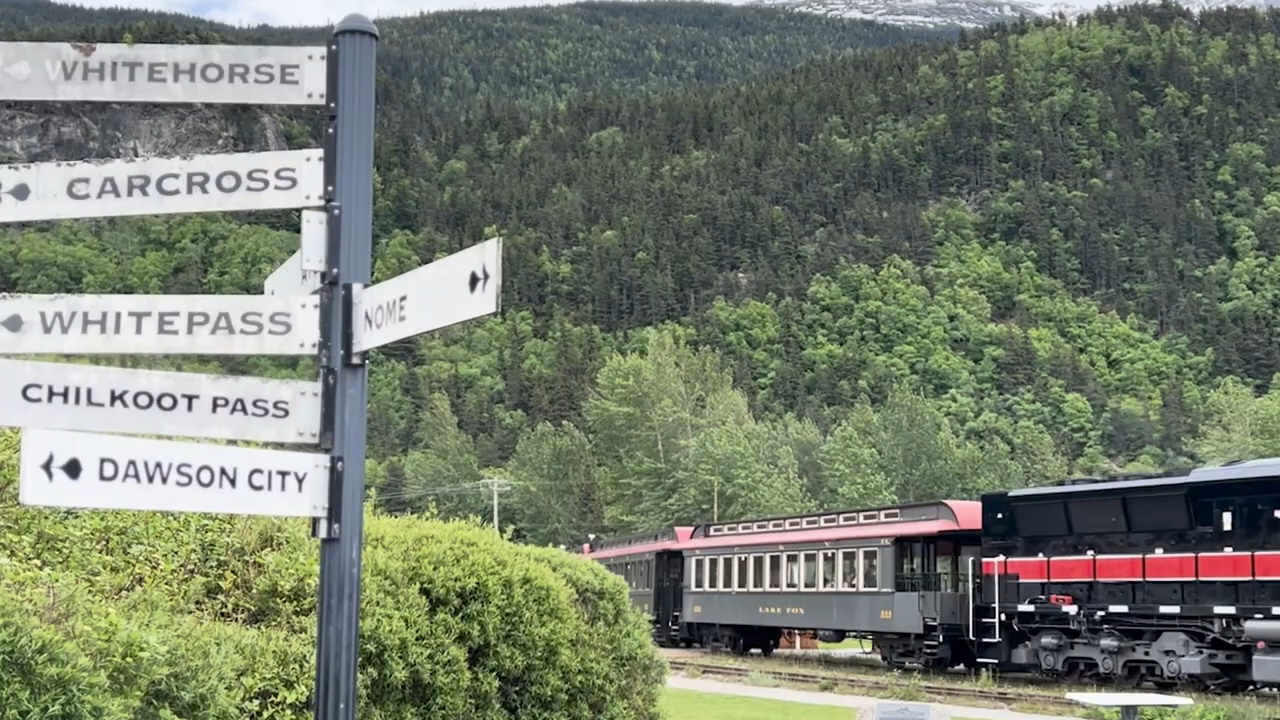 WHITEHORSE
CARCROSS
WHITEPASS
NOME
CHILKOOT PASS
DAWSON CITY
LAKE FOX